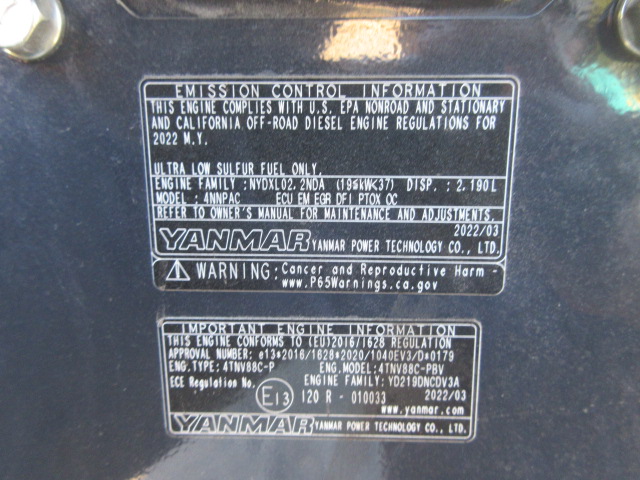 EMISSION CONTROL INFORMATION
THIS ENGINE COMPLIES WITH U.S. EPA NONROAD AND STATIONARY
AND CALIFORNIA OFF-ROAD DIESEL ENGINE REGULATIONS FOR
2022 M.Y.
ULTRA LOW SULFUR FUEL ONLY.
ENGINE FAMILY : NYDXL02.2NDA (19≤kW<37) DISP. : 2.190L
MODEL : 4NNPAC ECU EM EGR DFI PTOX OC
REFER TO OWNER'S MANUAL FOR MAINTENANCE AND ADJUSTMENTS.
2022/03
YANMAR YANMAR POWER TECHNOLOGY CO., LTD.
WARNING: Cancer and Reproductive Harm -
www.P65Warnings.ca.gov
IMPORTANT ENGINE INFORMATION
THIS ENGINE CONFORMS TO (EU)2016/1628 REGULATION
APPROVAL NUMBER: e13*2016/1628*2020/1040EV3/D*0179
ENG.TYPE: 4TNV88C-P ENG.MODEL: 4TNV88C-PBV
ECE Regulation No. ENGINE FAMILY: YD219DNCDV3A
E13 120 R - 010033 2022/03
www.yanmar.com
YANMAR YANMAR POWER TECHNOLOGY CO., LTD.